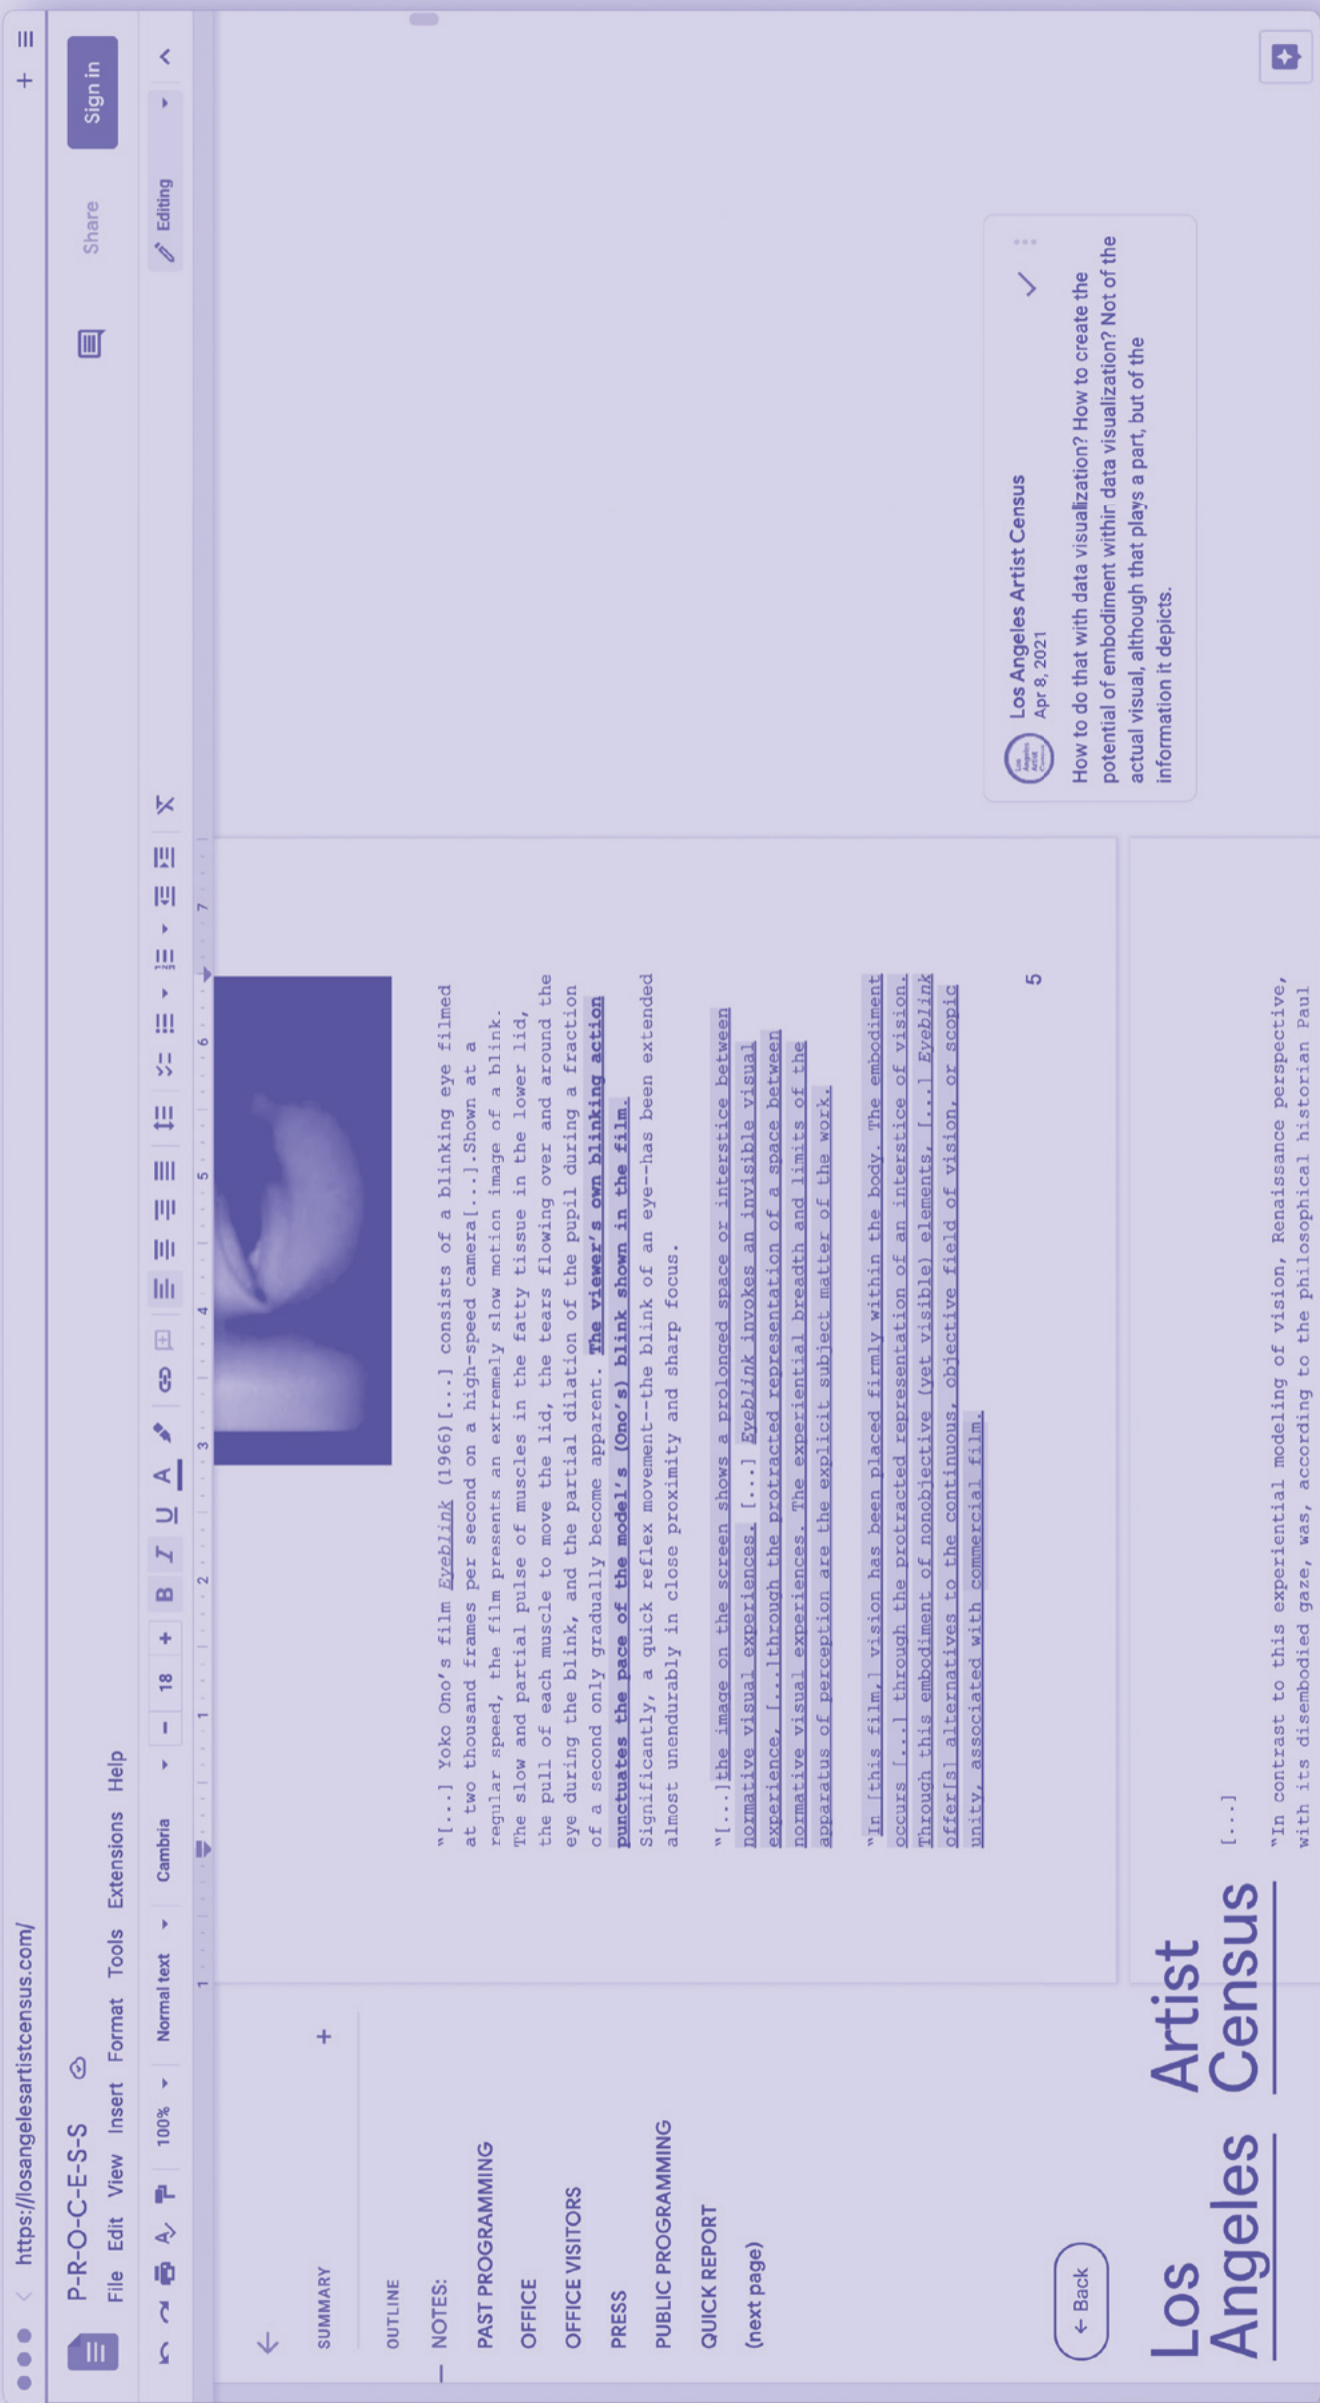 https://losangelesartistcensus.com/
P-R-O-C-E-S-S
Share
Sign in
File Edit View Insert Format Tools Extensions Help
100%
Normal text
Cambria
– 18 +
B I U A
Editing
1 1 2 3 4 5 6 7
SUMMARY +
OUTLINE
NOTES:
PAST PROGRAMMING
OFFICE
OFFICE VISITORS
PRESS
PUBLIC PROGRAMMING
QUICK REPORT
(next page)
← Back
Los Artist
Angeles Census
"[...] Yoko Ono's film Eyeblink (1966)[...] consists of a blinking eye filmed
at two thousand frames per second on a high-speed camera[...].Shown at a
regular speed, the film presents an extremely slow motion image of a blink.
The slow and partial pulse of muscles in the fatty tissue in the lower lid,
the pull of each muscle to move the lid, the tears flowing over and around the
eye during the blink, and the partial dilation of the pupil during a fraction
of a second only gradually become apparent. The viewer's own blinking action
punctuates the pace of the model's (Ono's) blink shown in the film.
Significantly, a quick reflex movement--the blink of an eye--has been extended
almost unendurably in close proximity and sharp focus.
"[...]the image on the screen shows a prolonged space or interstice between
normative visual experiences. [...] Eyeblink invokes an invisible visual
experience, [...]through the protracted representation of a space between
normative visual experiences. The experiential breadth and limits of the
apparatus of perception are the explicit subject matter of the work.
"In [this film,] vision has been placed firmly within the body. The embodiment
occurs [...] through the protracted representation of an interstice of vision.
Through this embodiment of nonobjective (yet visible) elements, [...] Eyeblink
offer[s] alternatives to the continuous, objective field of vision, or scopic
unity, associated with commercial film.
5
[...]
"In contrast to this experiential modeling of vision, Renaissance perspective,
with its disembodied gaze, was, according to the philosophical historian Paul
Los Angeles Artist Census
Apr 8, 2021
How to do that with data visualization? How to create the
potential of embodiment within data visualization? Not of the
actual visual, although that plays a part, but of the
information it depicts.